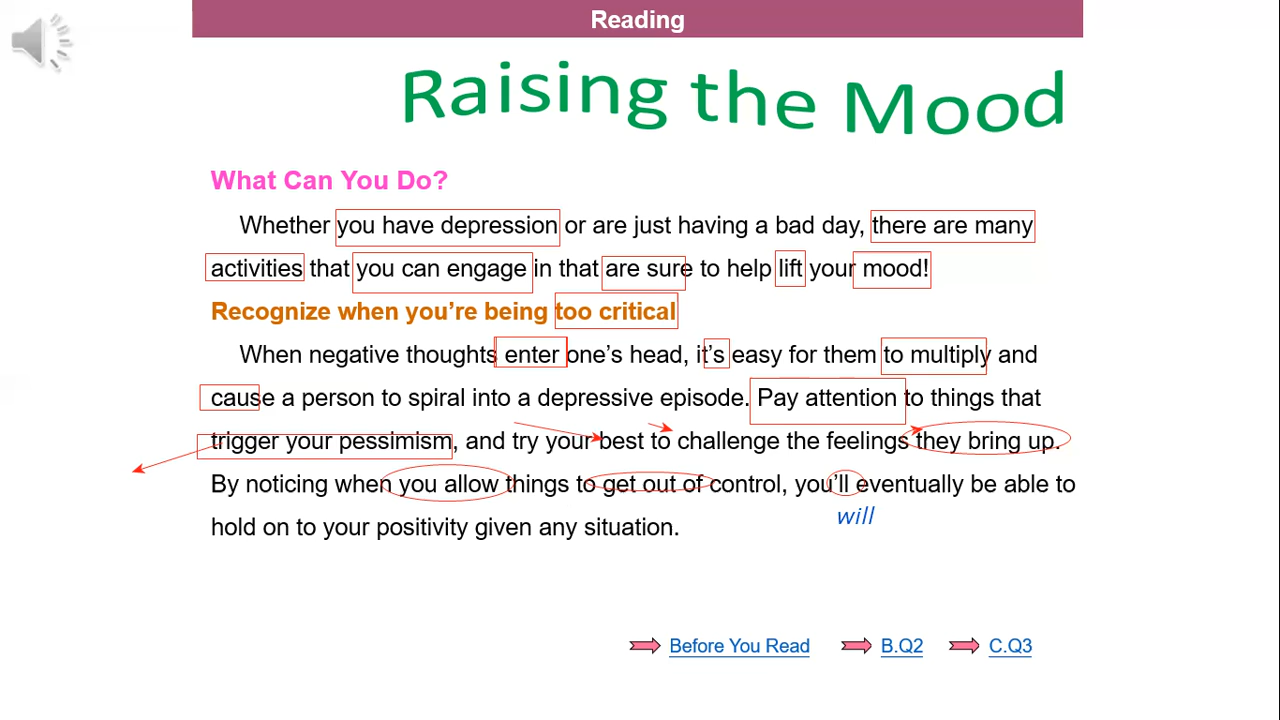 Reading
Raising the Mood
What Can You Do?
Whether you have depression or are just having a bad day, there are many
activities that you can engage in that are sure to help lift your mood!
Recognize when you’re being too critical
When negative thoughts enter one’s head, it’s easy for them to multiply and
cause a person to spiral into a depressive episode. Pay attention to things that
trigger your pessimism, and try your best to challenge the feelings they bring up.
By noticing when you allow things to get out of control, you’ll eventually be able to
will
hold on to your positivity given any situation.
Before You Read B.Q2 C.Q3